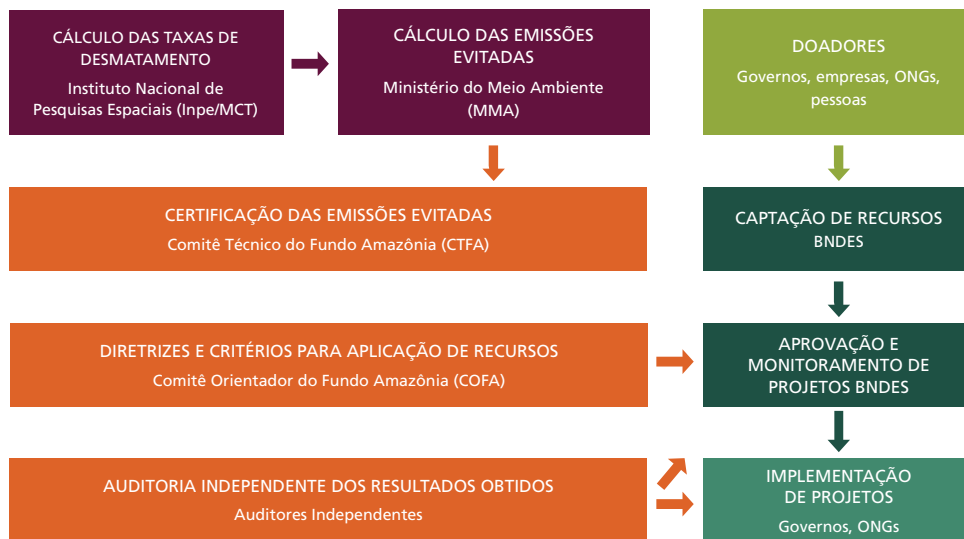 CÁLCULO DAS TAXAS DE
DESMATAMENTO
Instituto Nacional de
Pesquisas Espaciais (Inpe/MCT)
CÁLCULO DAS EMISSÕES
EVITADAS
Ministério do Meio Ambiente
(MMA)
DOADORES
Governos, empresas, ONGs,
pessoas
CERTIFICAÇÃO DAS EMISSÕES EVITADAS
Comitê Técnico do Fundo Amazônia (CTFA)
CAPTAÇÃO DE RECURSOS
BNDES
DIRETRIZES E CRITÉRIOS PARA APLICAÇÃO DE RECURSOS
Comitê Orientador do Fundo Amazônia (COFA)
APROVAÇÃO E
MONITORAMENTO DE
PROJETOS BNDES
AUDITORIA INDEPENDENTE DOS RESULTADOS OBTIDOS
Auditores Independentes
IMPLEMENTAÇÃO
DE PROJETOS
Governos, ONGs